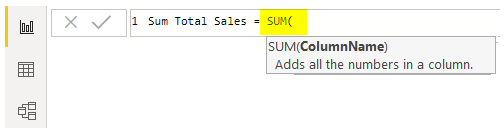 1 Sum Total Sales = SUM(
SUM(ColumnName)
Adds all the numbers in a column.